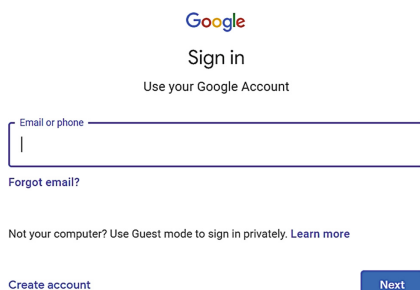 Google
Sign in
Use your Google Account
Email or phone
Forgot email?
Not your computer? Use Guest mode to sign in privately. Learn more
Create account
Next